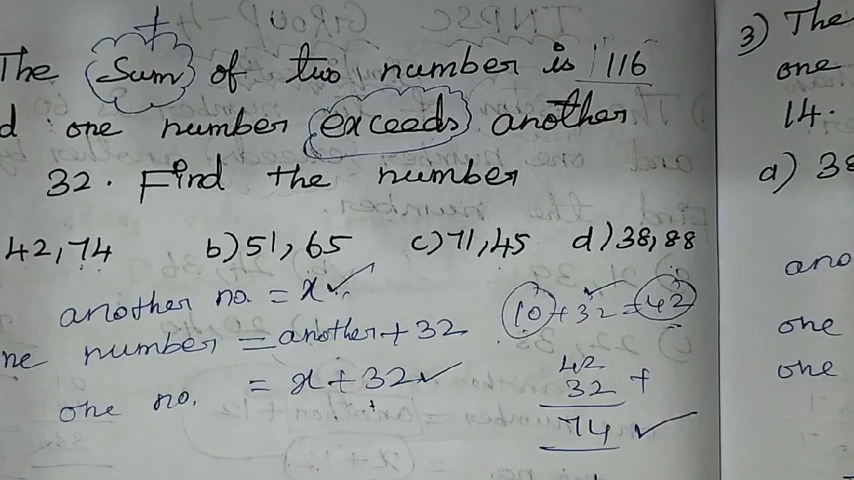 The Sum of two number is 116
d one number exceeds another
32. Find the number
42,74 b) 51, 65 c) 71,45 d) 38,88
another no. = x ✓
ne number = another + 32
one no. = x + 32 ✓
10 + 32 = 42
42
32 +
74 ✓
3) The
one
14.
a) 38
ano
one
one